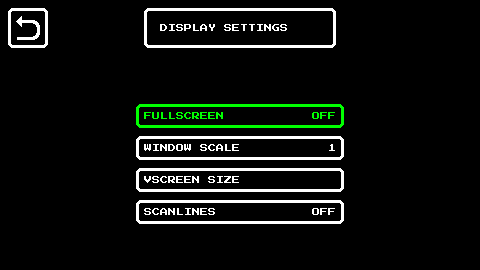 DISPLAY SETTINGS
FULLSCREEN OFF
WINDOW SCALE 1
VSCREEN SIZE
SCANLINES OFF